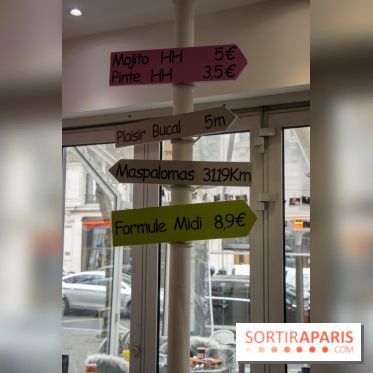 Mojito HH 5€
Pinte HH 3,5€
Plaisir Bucal 5m
Maspalomas 3119Km
Formule Midi 8,9€
SORTIRAPARIS
.COM